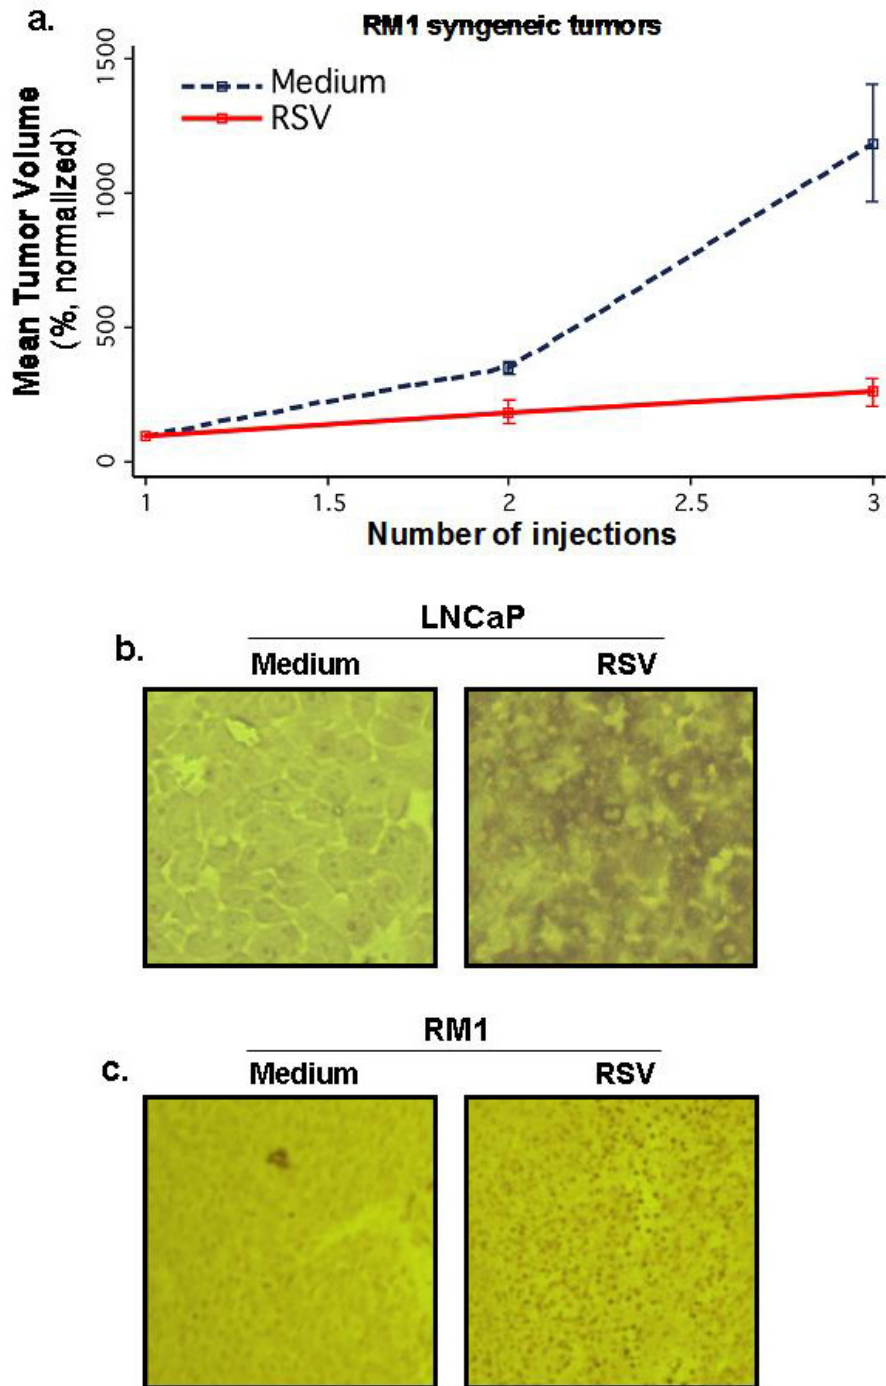 a.
RM1 syngeneic tumors
Medium
RSV
Mean Tumor Volume
(%, normalized)
1500
1000
500
0
1 1.5 2 2.5 3
Number of injections
LNCaP
b.
Medium RSV
RM1
c.
Medium RSV